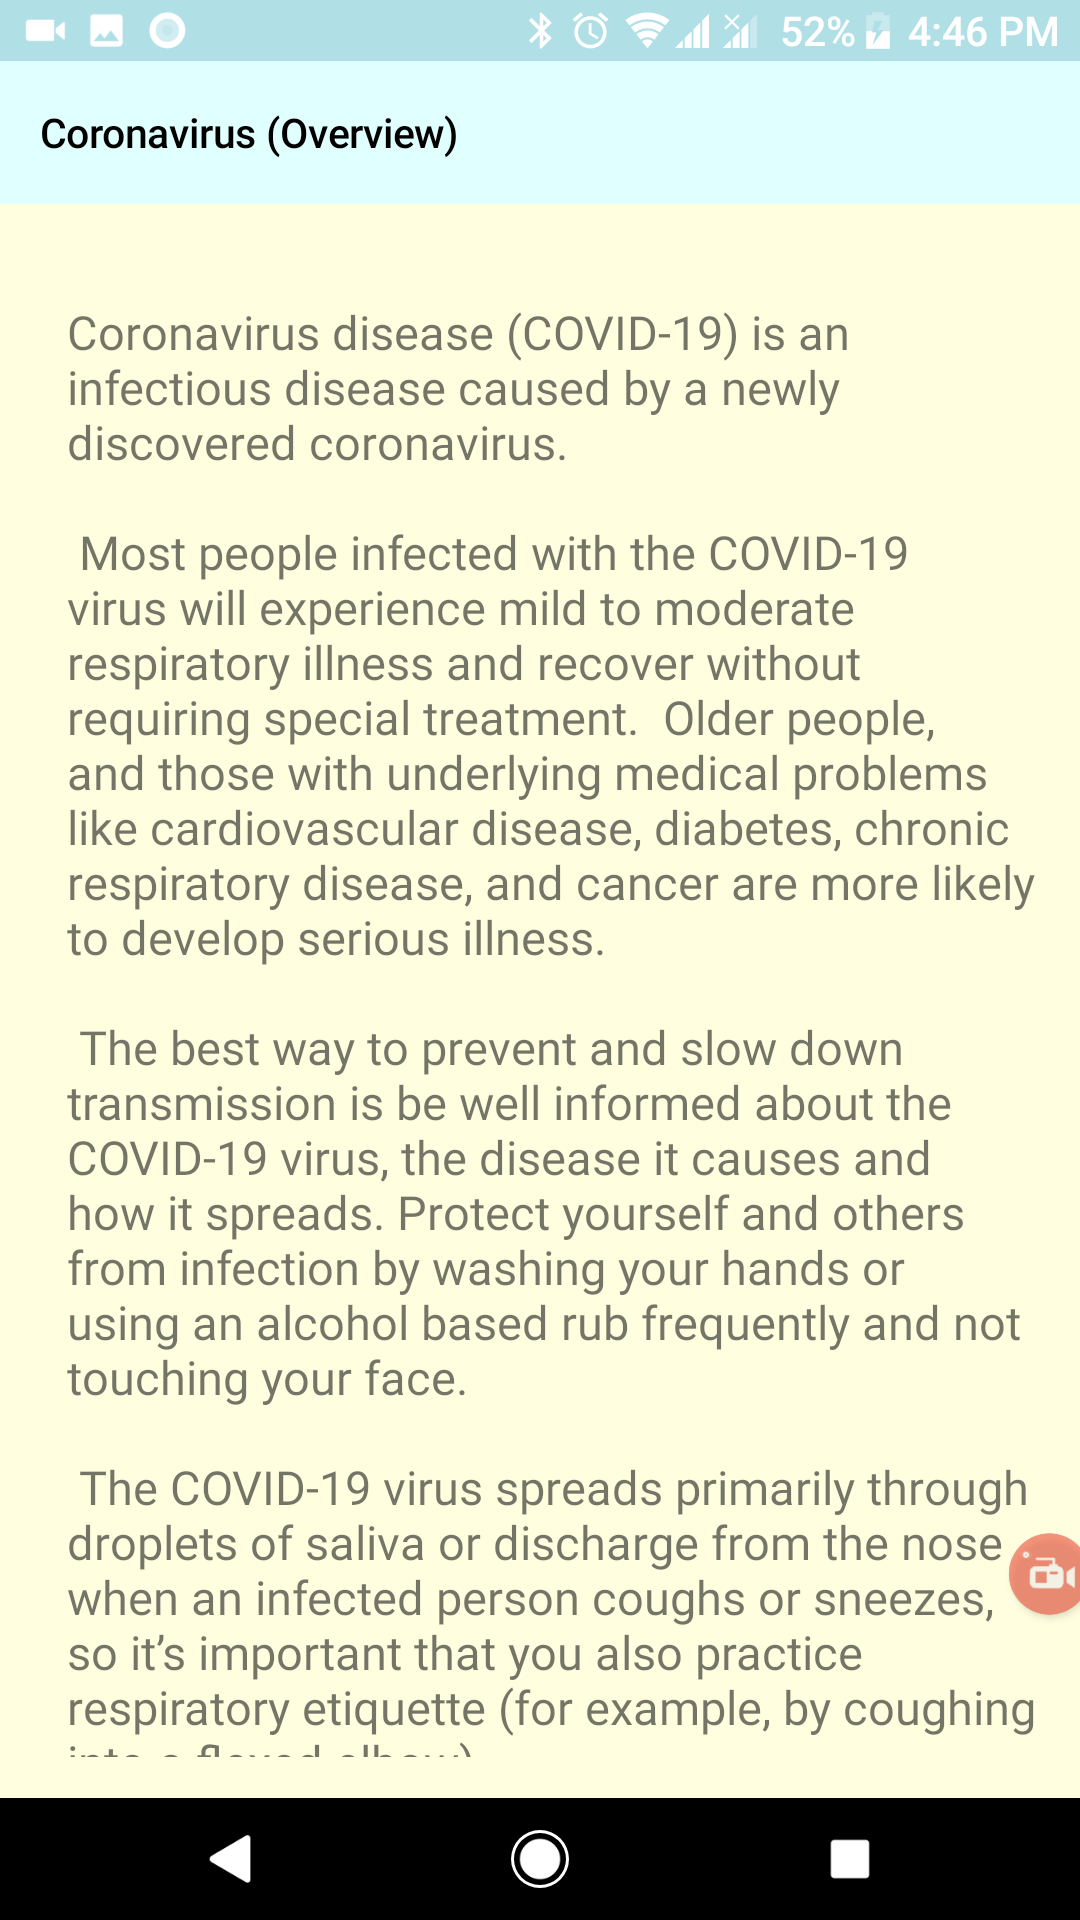 52% 4:46 PM
Coronavirus (Overview)
Coronavirus disease (COVID-19) is an
infectious disease caused by a newly
discovered coronavirus.
Most people infected with the COVID-19
virus will experience mild to moderate
respiratory illness and recover without
requiring special treatment.  Older people,
and those with underlying medical problems
like cardiovascular disease, diabetes, chronic
respiratory disease, and cancer are more likely
to develop serious illness.
The best way to prevent and slow down
transmission is be well informed about the
COVID-19 virus, the disease it causes and
how it spreads. Protect yourself and others
from infection by washing your hands or
using an alcohol based rub frequently and not
touching your face.
The COVID-19 virus spreads primarily through
droplets of saliva or discharge from the nose
when an infected person coughs or sneezes,
so it’s important that you also practice
respiratory etiquette (for example, by coughing
into a flexed elbow)